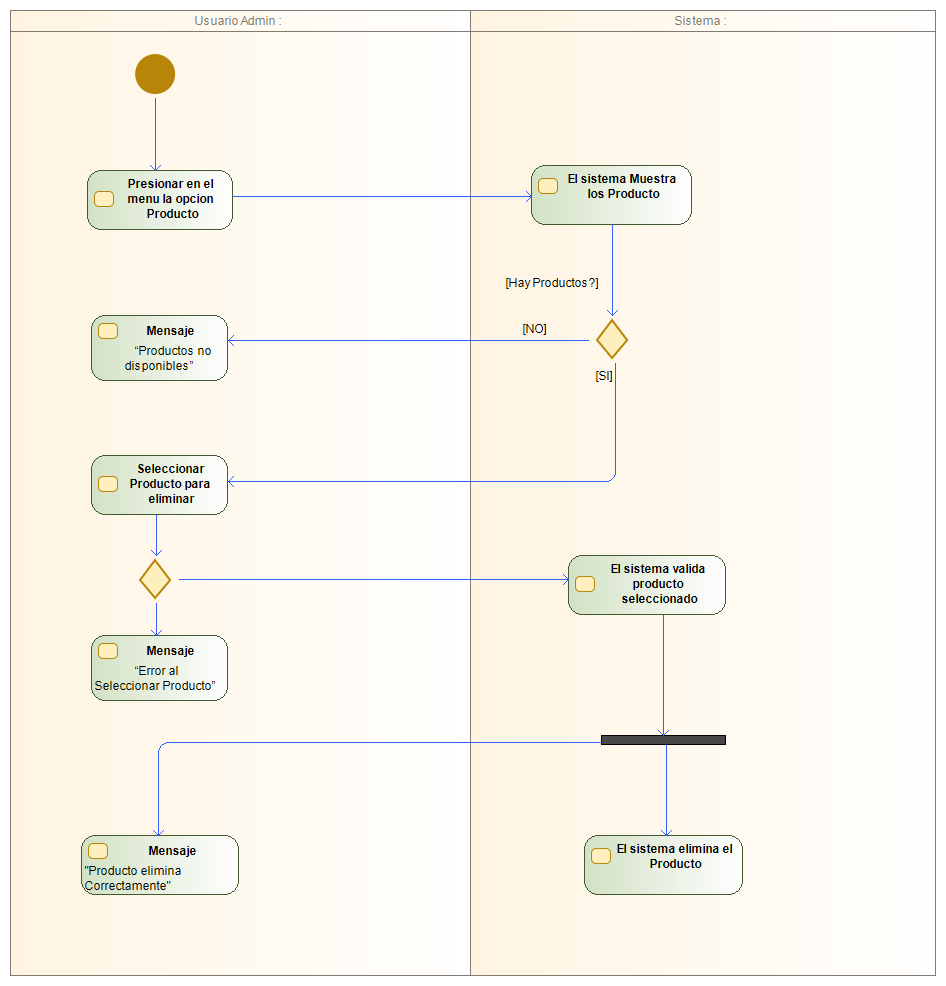 Usuario Admin :
Sistema :
Presionar en el
menu la opcion
Producto
El sistema Muestra
los Producto
[Hay Productos?]
[NO]
Mensaje
“Productos no
disponibles”
[SI]
Seleccionar
Producto para
eliminar
El sistema valida
producto
seleccionado
Mensaje
“Error al
Seleccionar Producto”
Mensaje
"Producto elimina
Correctamente"
El sistema elimina el
Producto